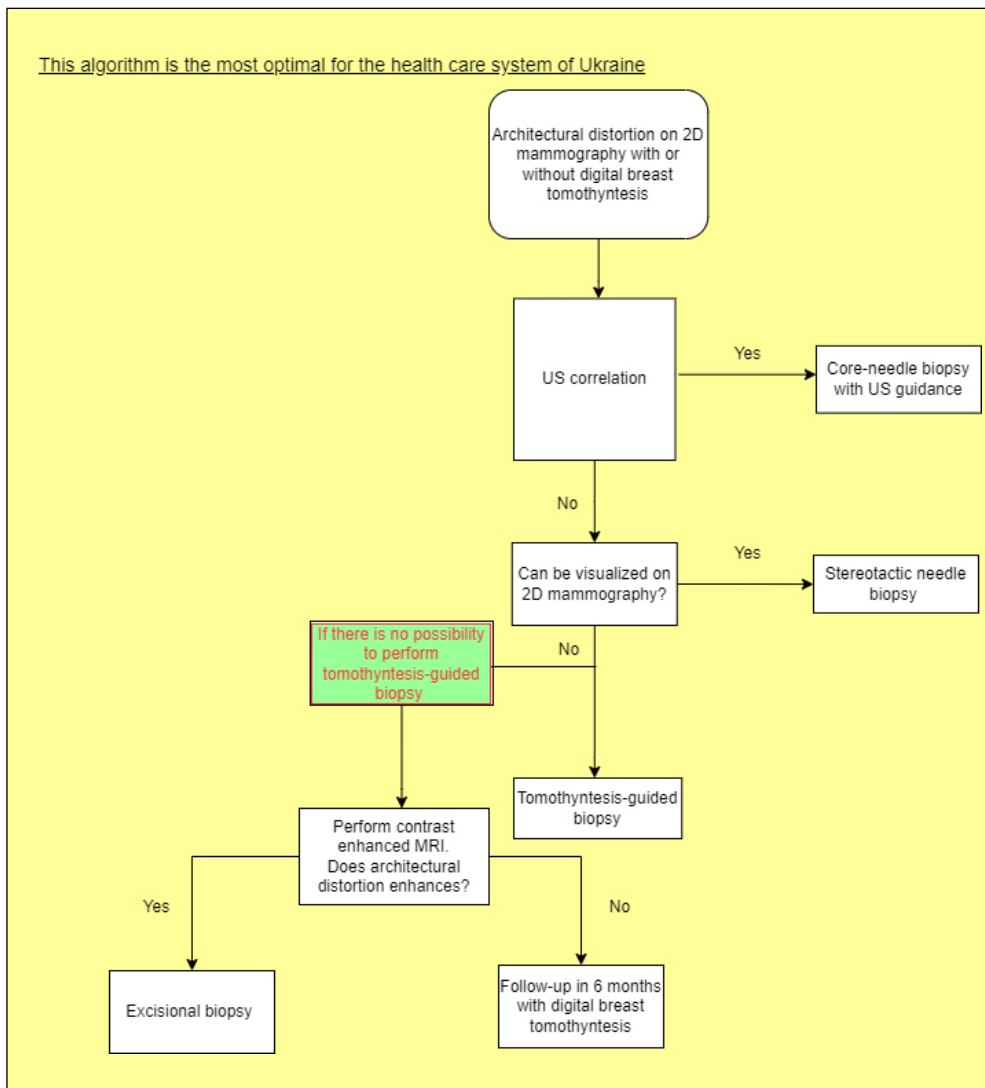 This algorithm is the most optimal for the health care system of Ukraine
Architectural distortion on 2D
mammography with or
without digital breast
tomothyntesis
US correlation
Yes
Core-needle biopsy
with US guidance
No
Can be visualized on
2D mammography?
Yes
Stereotactic needle
biopsy
If there is no possibility
to perform
tomothyntesis-guided
biopsy
No
Tomothyntesis-guided
biopsy
Perform contrast
enhanced MRI.
Does architectural
distortion enhances?
Yes
No
Excisional biopsy
Follow-up in 6 months
with digital breast
tomothyntesis